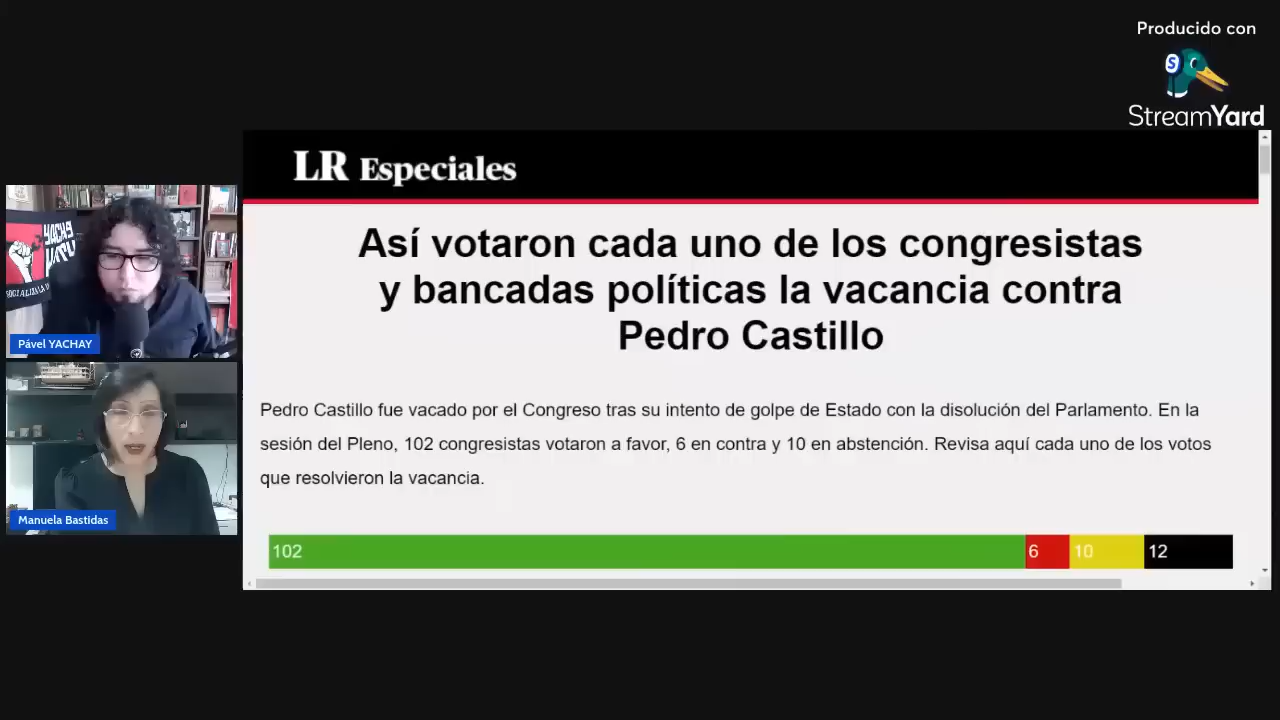 Producido con
StreamYard
LR Especiales
Así votaron cada uno de los congresistas
y bancadas políticas la vacancia contra
Pedro Castillo
Pedro Castillo fue vacado por el Congreso tras su intento de golpe de Estado con la disolución del Parlamento. En la
sesión del Pleno, 102 congresistas votaron a favor, 6 en contra y 10 en abstención. Revisa aquí cada uno de los votos
que resolvieron la vacancia.
102 6 10 12
Pável YACHAY
Manuela Bastidas